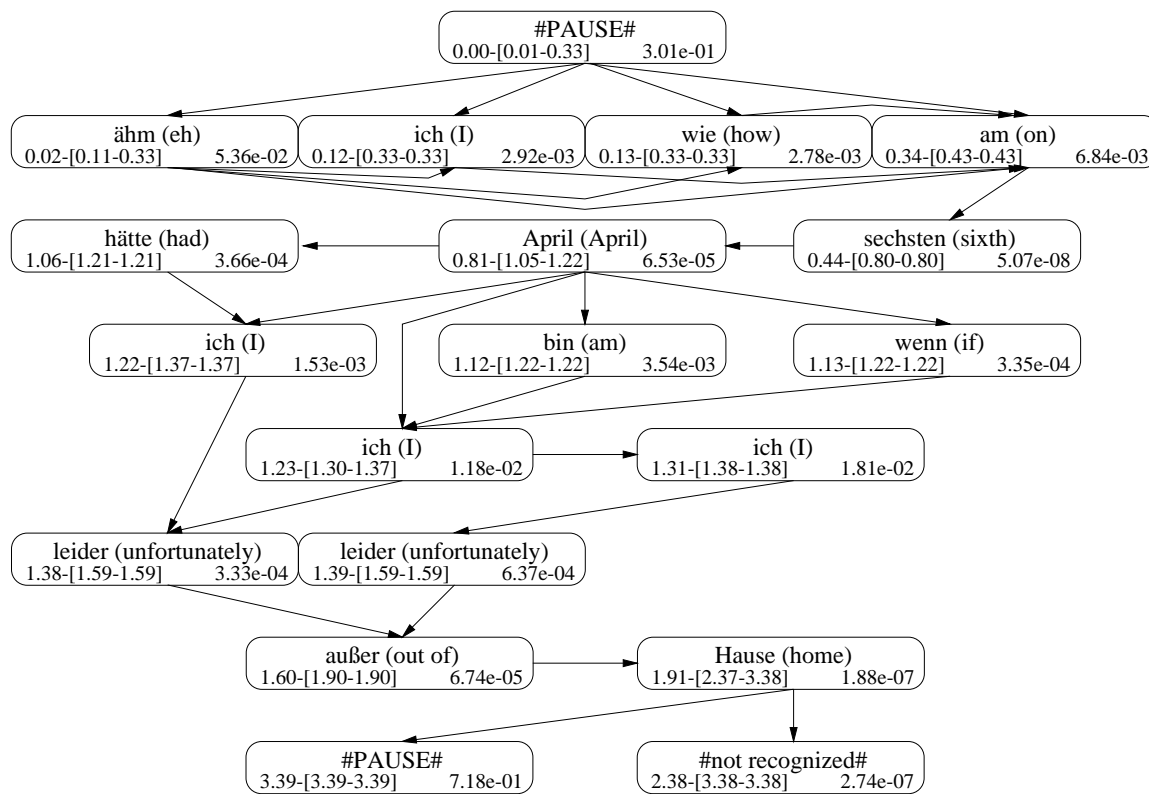 #PAUSE#
0.00-[0.01-0.33] 3.01e-01
ähm (eh)
0.02-[0.11-0.33] 5.36e-02
ich (I)
0.12-[0.33-0.33] 2.92e-03
wie (how)
0.13-[0.33-0.33] 2.78e-03
am (on)
0.34-[0.43-0.43] 6.84e-03
hätte (had)
1.06-[1.21-1.21] 3.66e-04
April (April)
0.81-[1.05-1.22] 6.53e-05
sechsten (sixth)
0.44-[0.80-0.80] 5.07e-08
ich (I)
1.22-[1.37-1.37] 1.53e-03
bin (am)
1.12-[1.22-1.22] 3.54e-03
wenn (if)
1.13-[1.22-1.22] 3.35e-04
ich (I)
1.23-[1.30-1.37] 1.18e-02
ich (I)
1.31-[1.38-1.38] 1.81e-02
leider (unfortunately)
1.38-[1.59-1.59] 3.33e-04
leider (unfortunately)
1.39-[1.59-1.59] 6.37e-04
außer (out of)
1.60-[1.90-1.90] 6.74e-05
Hause (home)
1.91-[2.37-3.38] 1.88e-07
#PAUSE#
3.39-[3.39-3.39] 7.18e-01
#not recognized#
2.38-[3.38-3.38] 2.74e-07